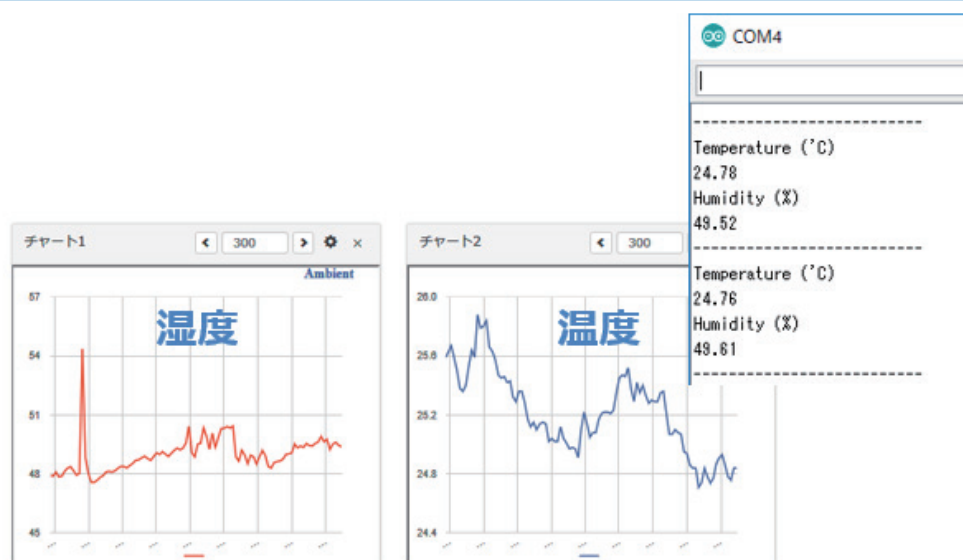 COM4
--------------------------
Temperature ('C)
24.78
Humidity (%)
49.52
--------------------------
Temperature ('C)
24.76
Humidity (%)
49.61
--------------------------
チャート1
300
Ambient
湿度
57
54
51
48
45
チャート2
300
温度
26.0
25.6
25.2
24.8
24.4